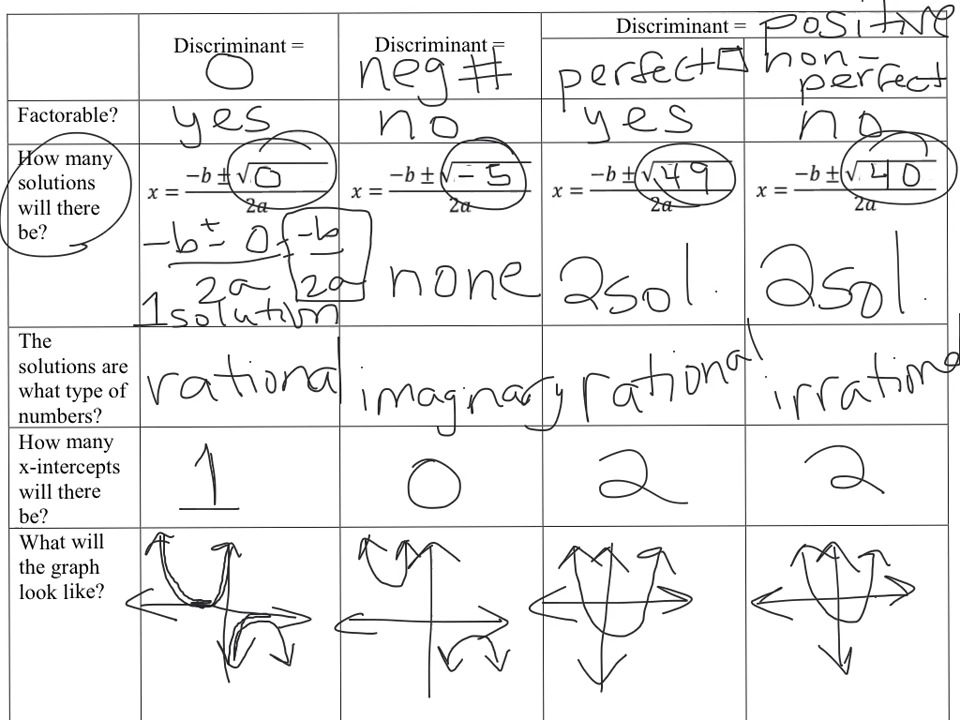 Discriminant = positive
Discriminant =
0
Discriminant =
neg #
perfect □
non-
perfect
Factorable?
yes
no
yes
no
How many
solutions
will there
be?
x = -b ± √0 / 2a
x = -b ± √-5 / 2a
x = -b ± √49 / 2a
x = -b ± √40 / 2a
-b ± 0 / 2a = -b / 2a
1 solution
none
2 sol.
2 sol.
The
solutions are
what type of
numbers?
rational
imaginary
rational
irrational
How many
x-intercepts
will there
be?
1
0
2
2
What will
the graph
look like?